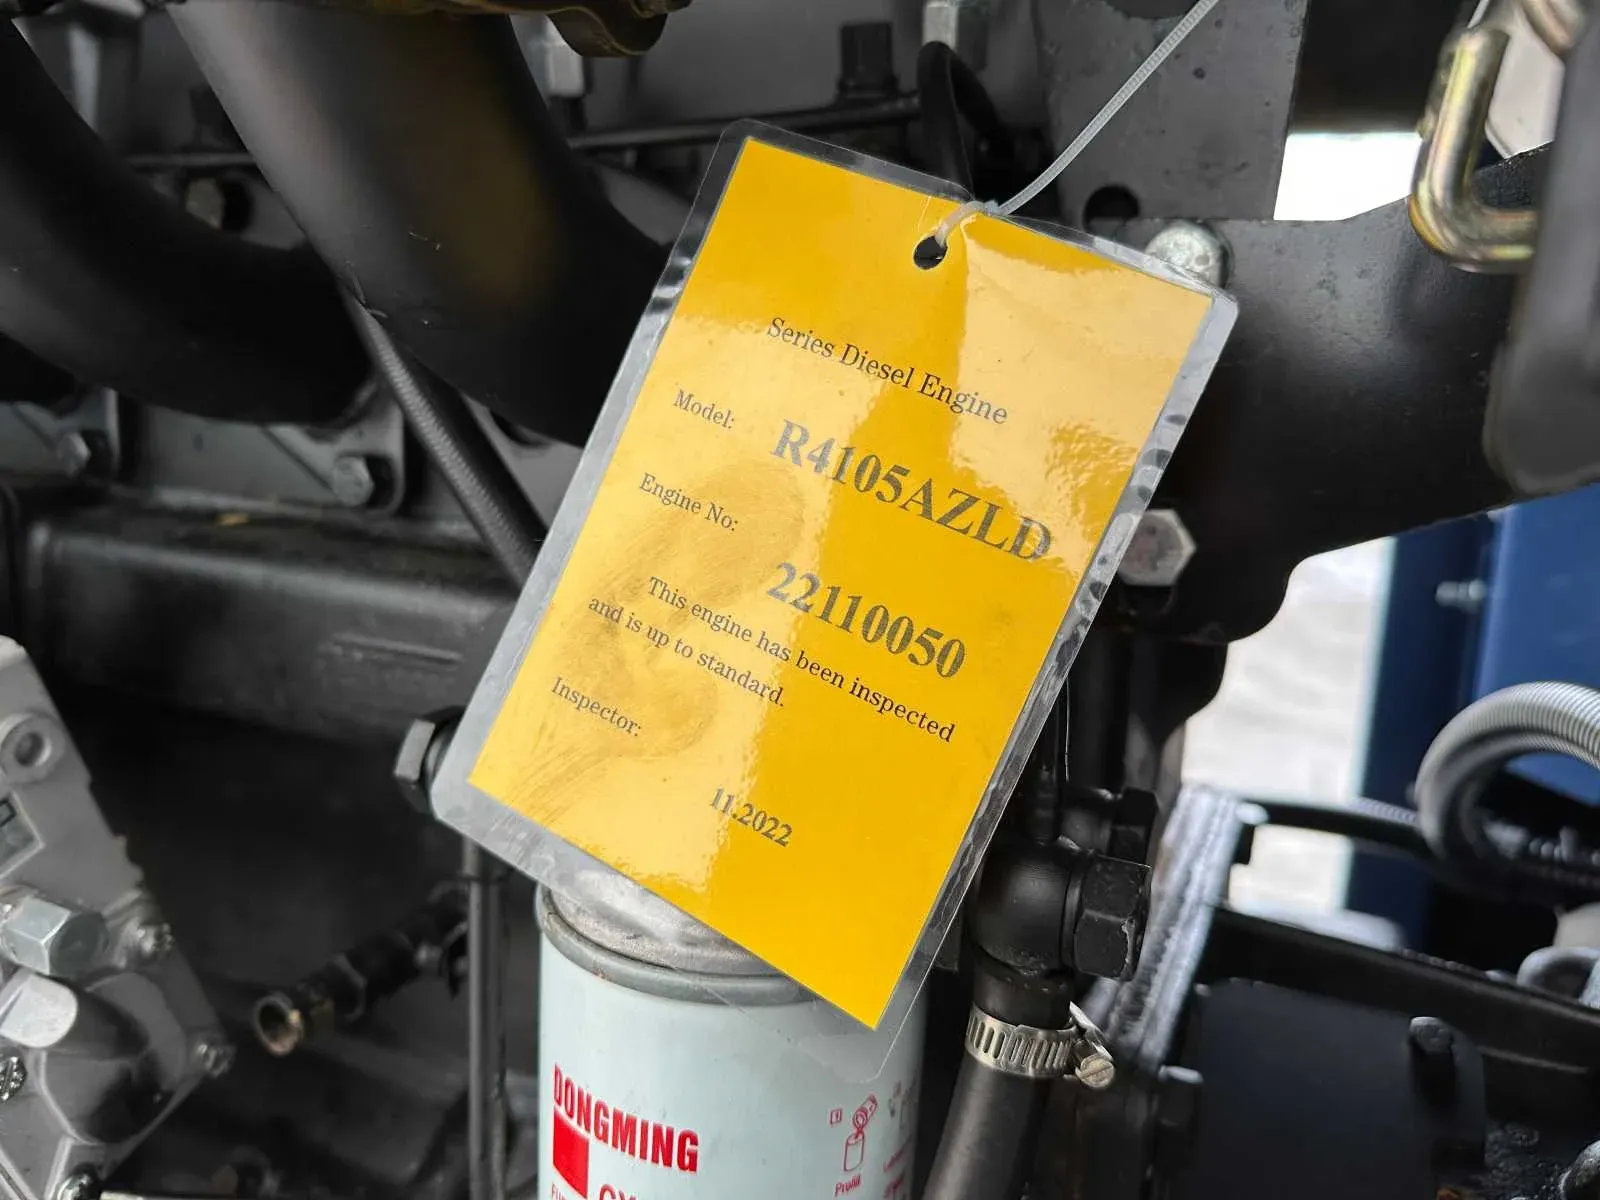 Series Diesel Engine
Model: R4105AZLD
Engine No: 22110050
This engine has been inspected
and is up to standard.
Inspector:
11.2022
DONGMING